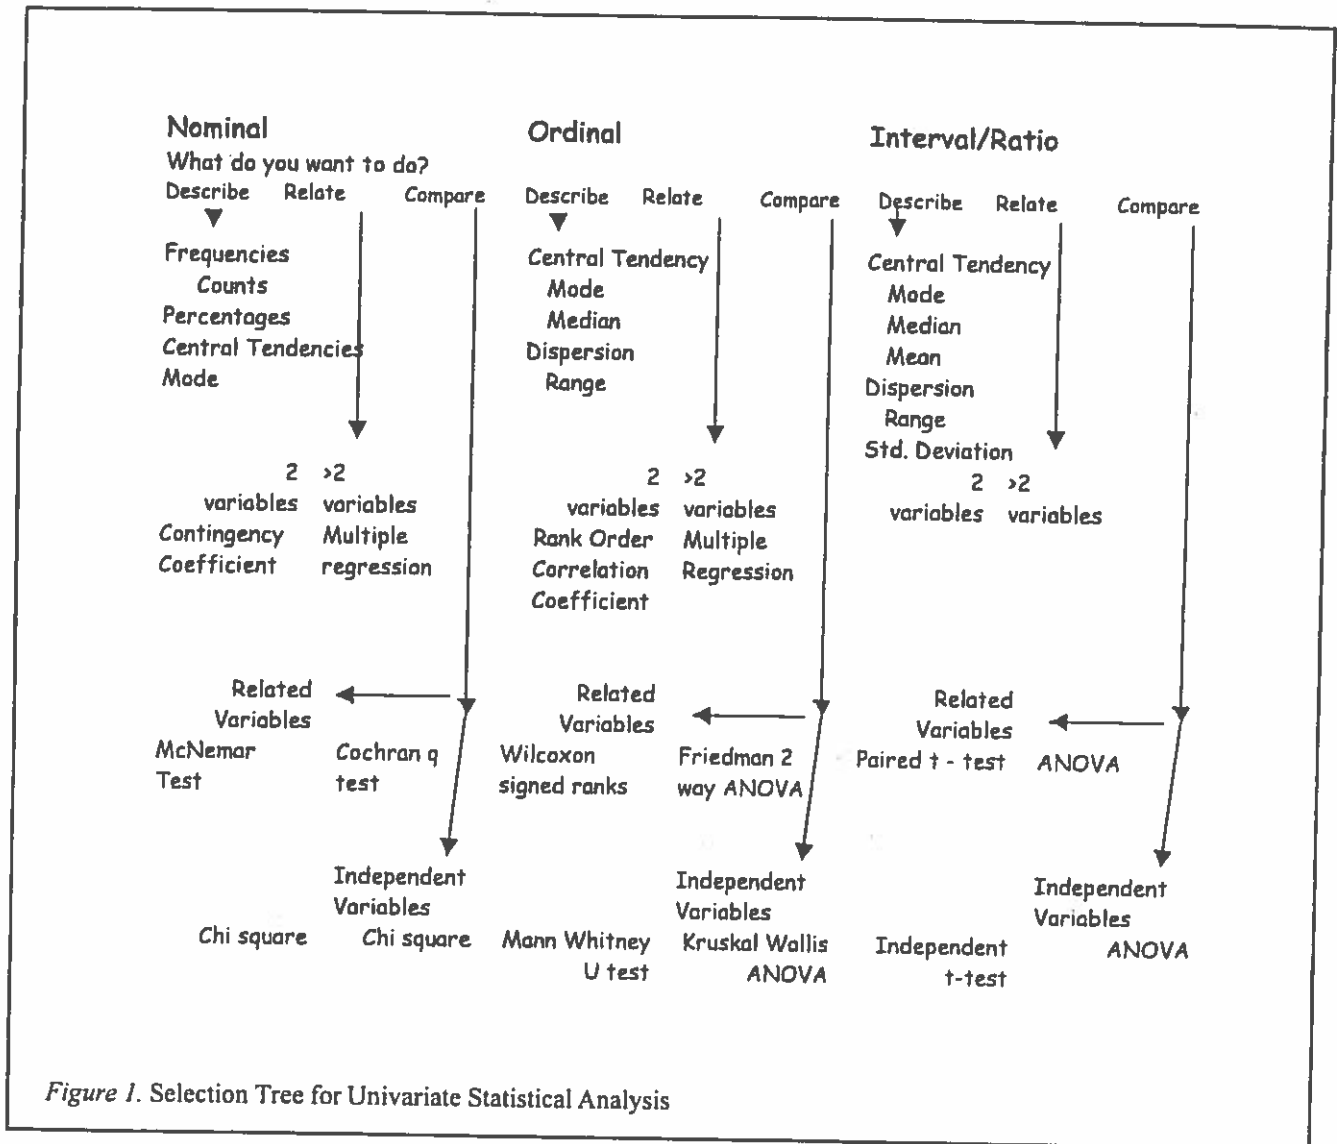 Nominal Ordinal Interval/Ratio
What do you want to do?
Describe Relate Compare Describe Relate Compare Describe Relate Compare
Frequencies Central Tendency Central Tendency
Counts Mode Mode
Percentages Median Median
Central Tendencies Dispersion Mean
Mode Range Dispersion
Range
Std. Deviation
2 >2 2 >2 2 >2
variables variables variables variables variables variables
Contingency Multiple Rank Order Multiple
Coefficient regression Correlation Regression
Coefficient
Related Related Related
Variables Variables Variables
McNemar Cochran q Wilcoxon Friedman 2 Paired t - test ANOVA
Test test signed ranks way ANOVA
Independent Independent Independent
Variables Variables Variables
Chi square Chi square Mann Whitney Kruskal Wallis Independent ANOVA
U test ANOVA t-test
Figure 1. Selection Tree for Univariate Statistical Analysis